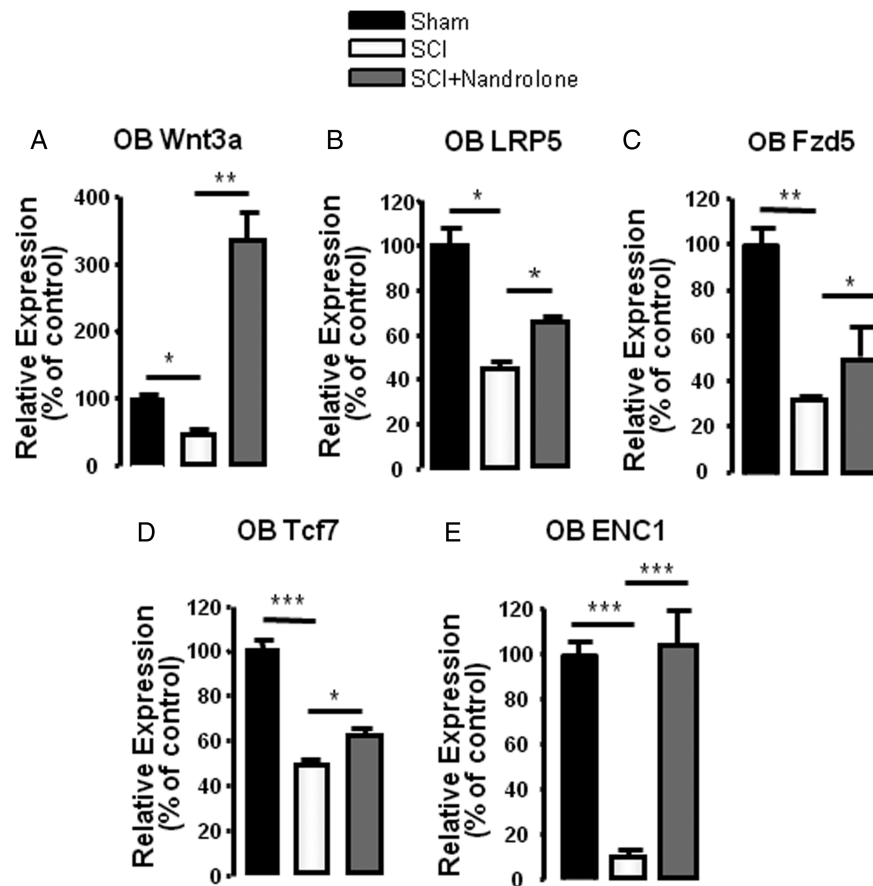 Sham
SCI
SCI+Nandrolone
A OB Wnt3a
Relative Expression
(% of control)
400
300
200
100
0
*
**
B OB LRP5
Relative Expression
(% of control)
120
100
80
60
40
20
0
*
*
C OB Fzd5
Relative Expression
(% of control)
120
100
80
60
40
20
0
**
*
D OB Tcf7
Relative Expression
(% of control)
120
100
80
60
40
20
0
***
*
E OB ENC1
Relative Expression
(% of control)
120
100
80
60
40
20
0
***
***